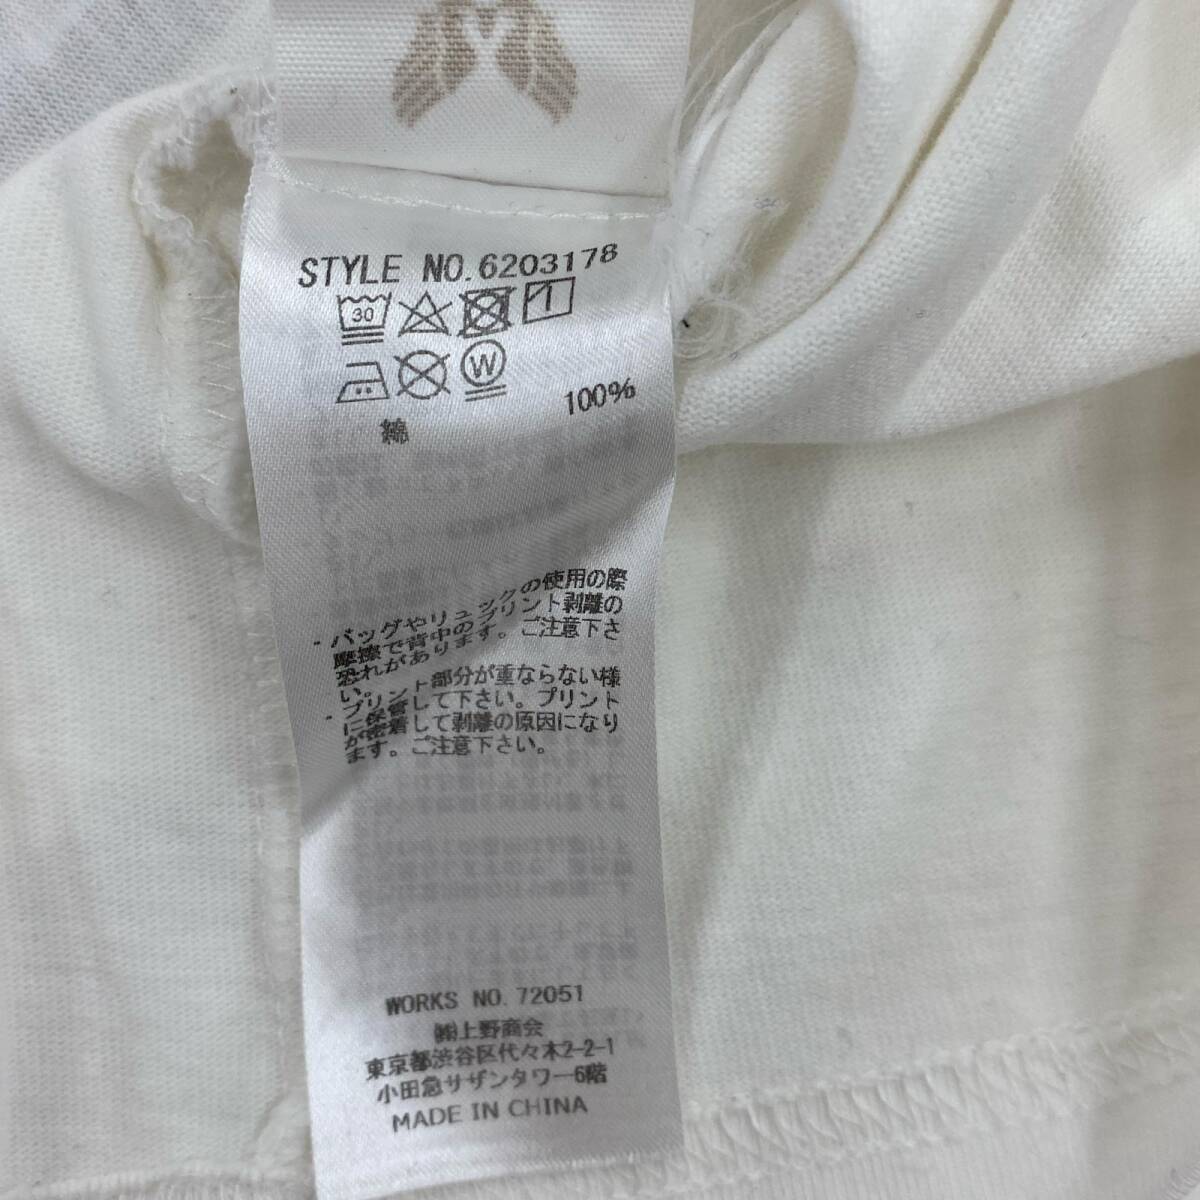 STYLE NO.6203178
30
W
綿 100%
・バッグやリュックの使用の際
摩擦で背中のプリント剥離の
恐れがあります。ご注意下さ
い。
・プリント部分が重ならない様
に保管して下さい。プリント
が密着して剥離の原因になり
ます。ご注意下さい。
WORKS NO.72051
㈱上野商会
東京都渋谷区代々木2-2-1
小田急サザンタワー6階
MADE IN CHINA